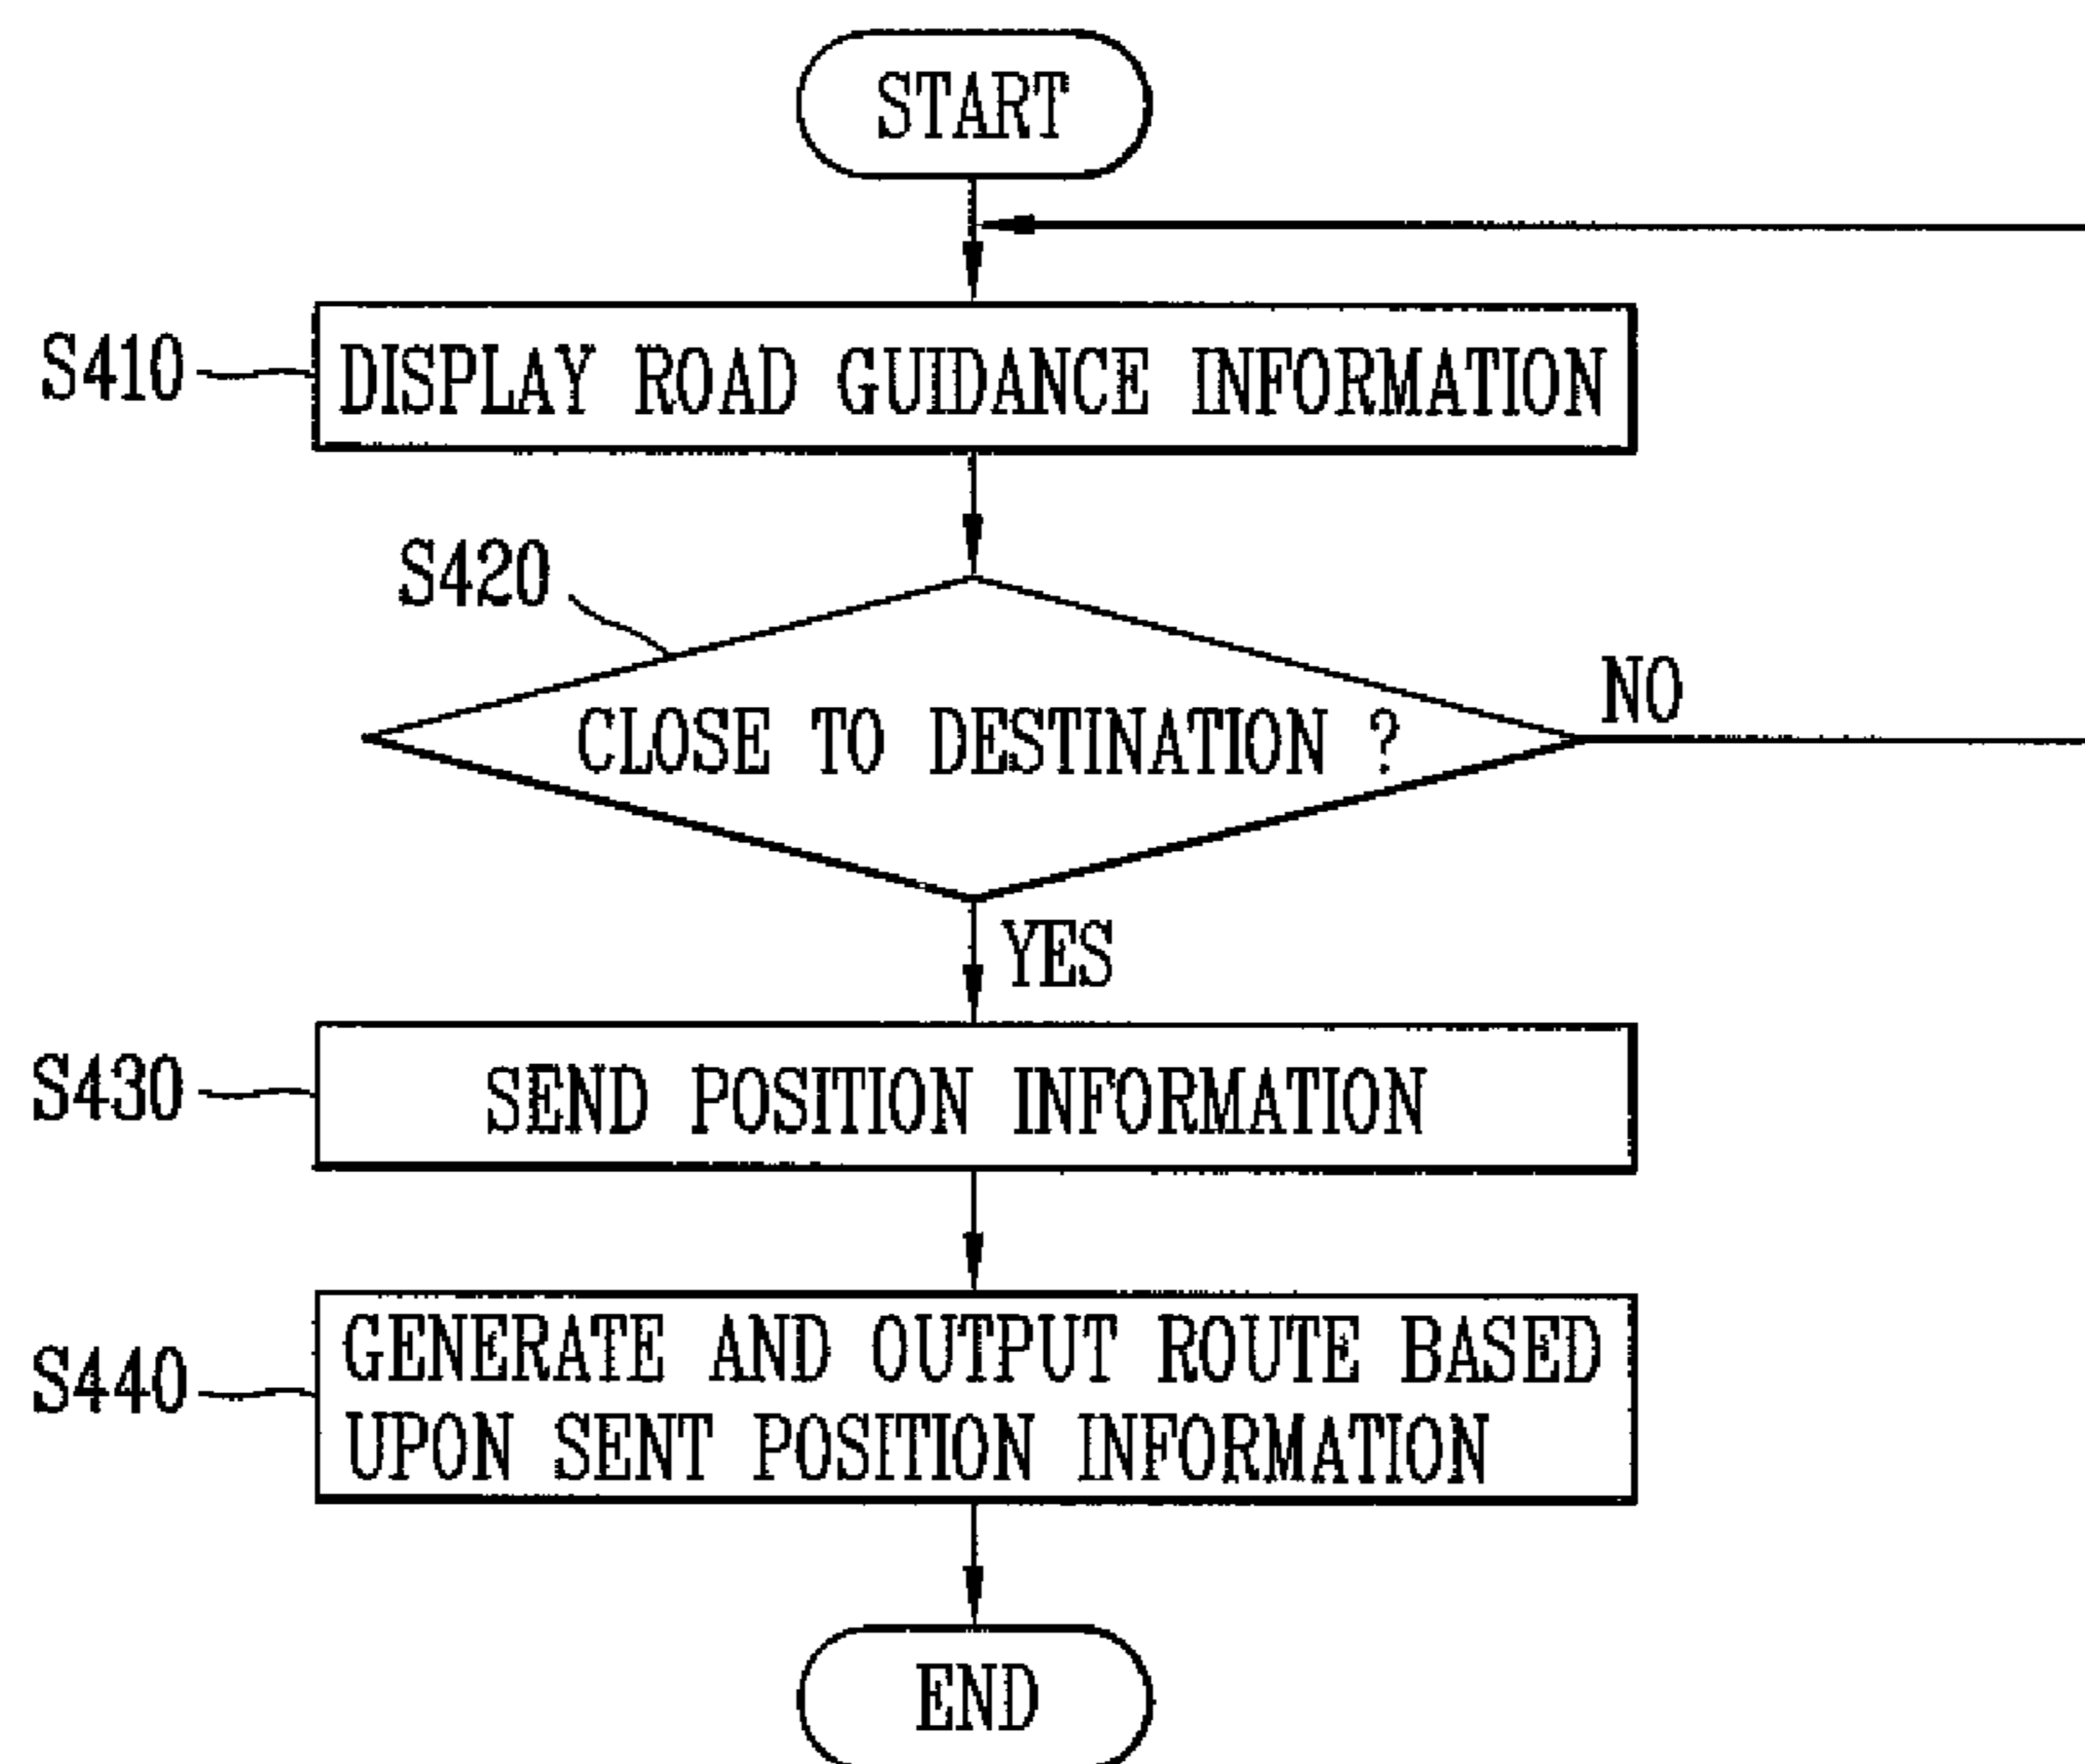 START
S410
DISPLAY ROAD GUIDANCE INFORMATION
S420
CLOSE TO DESTINATION ?
NO
YES
S430
SEND POSITION INFORMATION
S440
GENERATE AND OUTPUT ROUTE BASED
UPON SENT POSITION INFORMATION
END